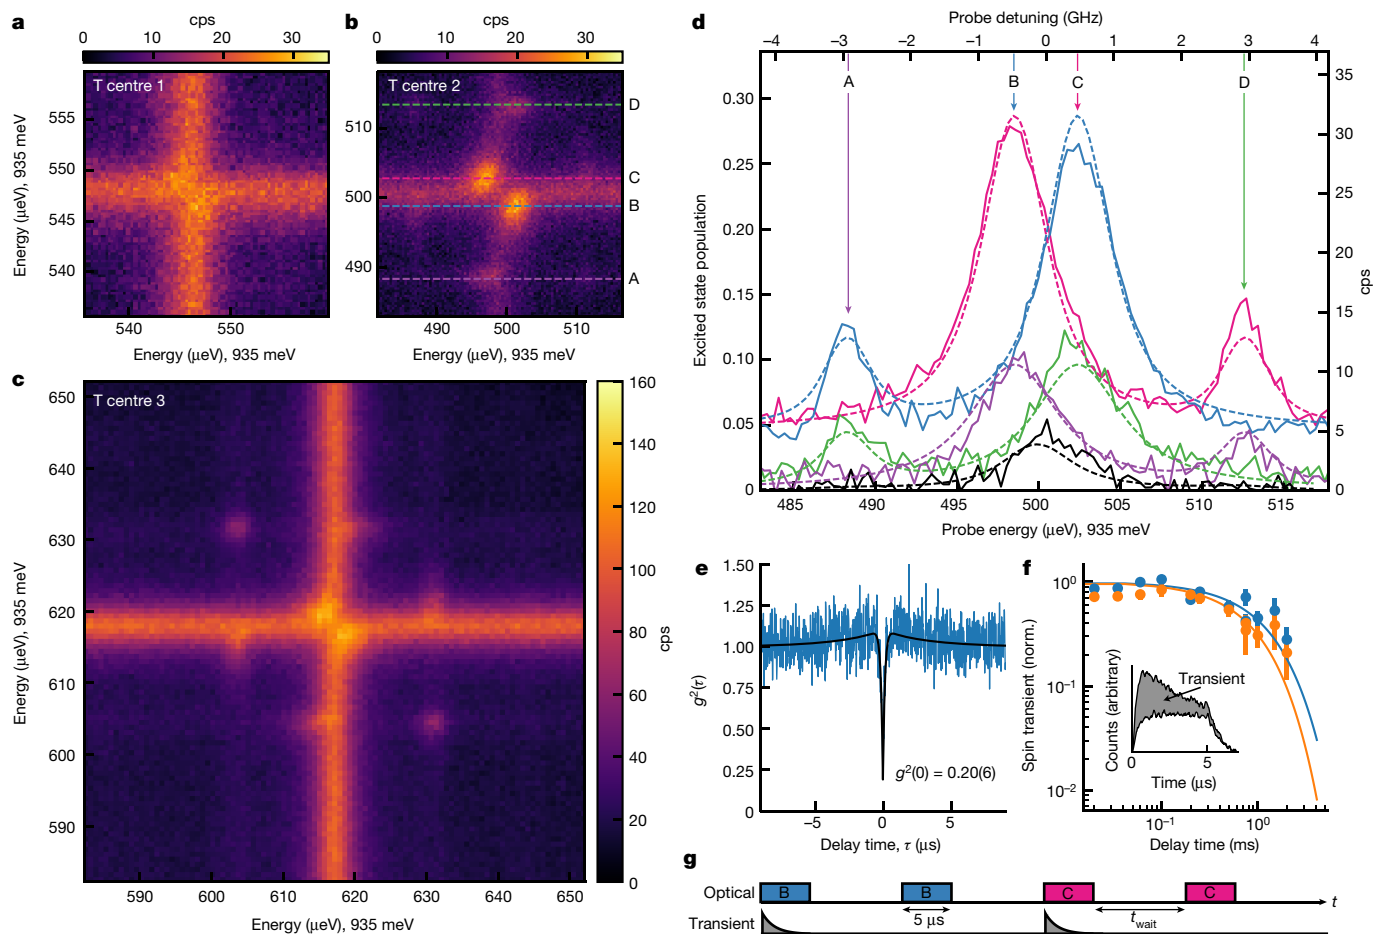 a
cps
0 10 20 30
T centre 1
555
550
545
540
Energy (μeV), 935 meV
540 550
Energy (μeV), 935 meV
b
cps
0 10 20 30
T centre 2
510
500
490
D
C
B
A
490 500 510
Energy (μeV), 935 meV
c
T centre 3
650
640
630
620
610
600
590
Energy (μeV), 935 meV
590 600 610 620 630 640 650
Energy (μeV), 935 meV
160
140
120
100
80
60
40
20
0
cps
d
Probe detuning (GHz)
−4 −3 −2 −1 0 1 2 3 4
A B C D
0.30
0.25
0.20
0.15
0.10
0.05
0
Excited state population
35
30
25
20
15
10
5
0
cps
485 490 495 500 505 510 515
Probe energy (μeV), 935 meV
e
1.50
1.25
1.00
0.75
0.50
0.25
0
g²(τ)
g²(0) = 0.20(6)
−5 0 5
Delay time, τ (μs)
f
10⁰
10⁻¹
10⁻²
Spin transient (norm.)
Transient
Counts (arbitrary)
0 5
Time (μs)
10⁻¹ 10⁰
Delay time (ms)
g
Optical B B C C t
Transient 5 μs t wait